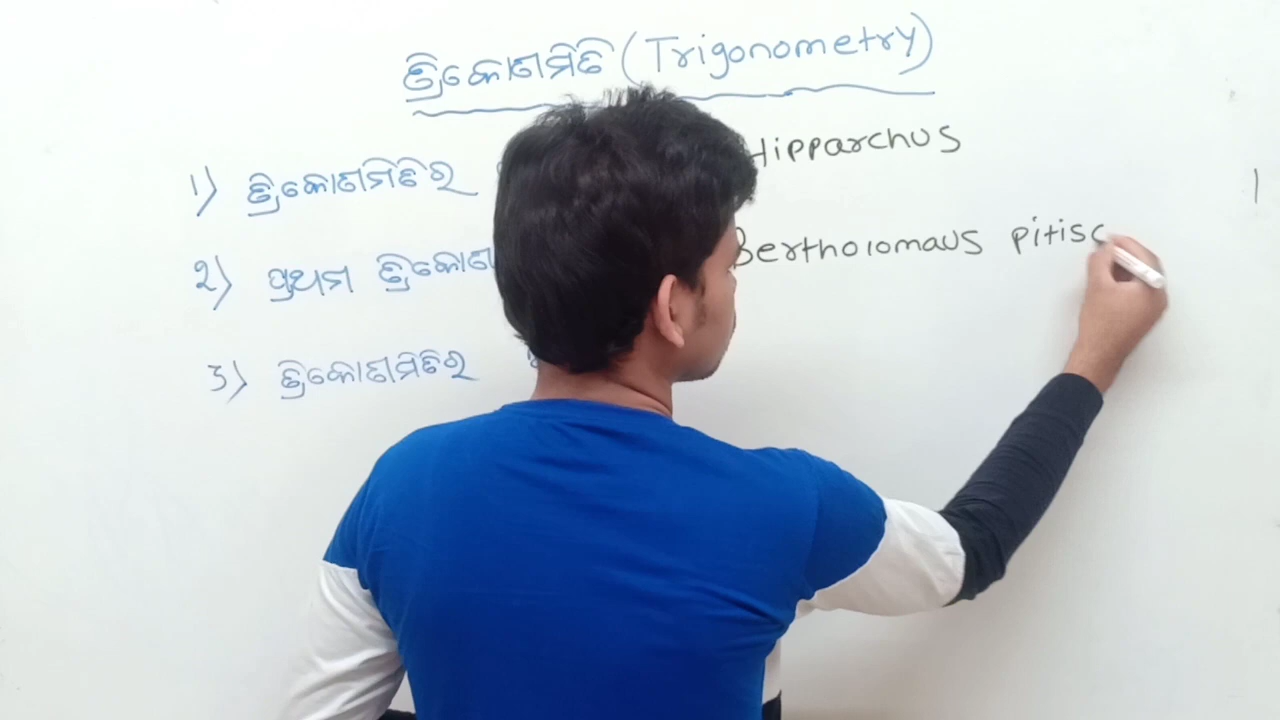 ତ୍ରିକୋଣମିତି (Trigonometry)
1) ତ୍ରିକୋଣମିତିର Hipparchus
2) ପ୍ରଥମ ତ୍ରିକୋଣ Bertholomaus pitisc
3) ତ୍ରିକୋଣମିତିର